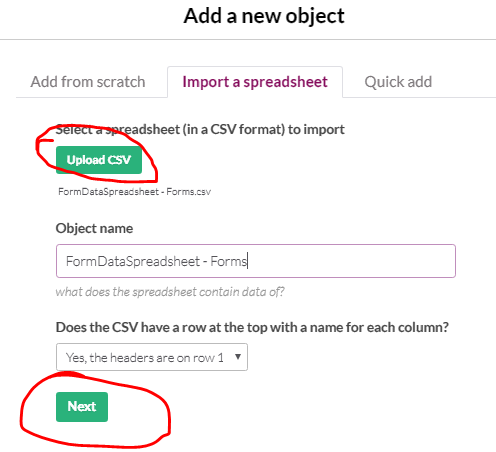 Add a new object
Add from scratch
Import a spreadsheet
Quick add
Select a spreadsheet (in a CSV format) to import
Upload CSV
FormDataSpreadsheet - Forms.csv
Object name
FormDataSpreadsheet - Forms
what does the spreadsheet contain data of?
Does the CSV have a row at the top with a name for each column?
Yes, the headers are on row 1
Next